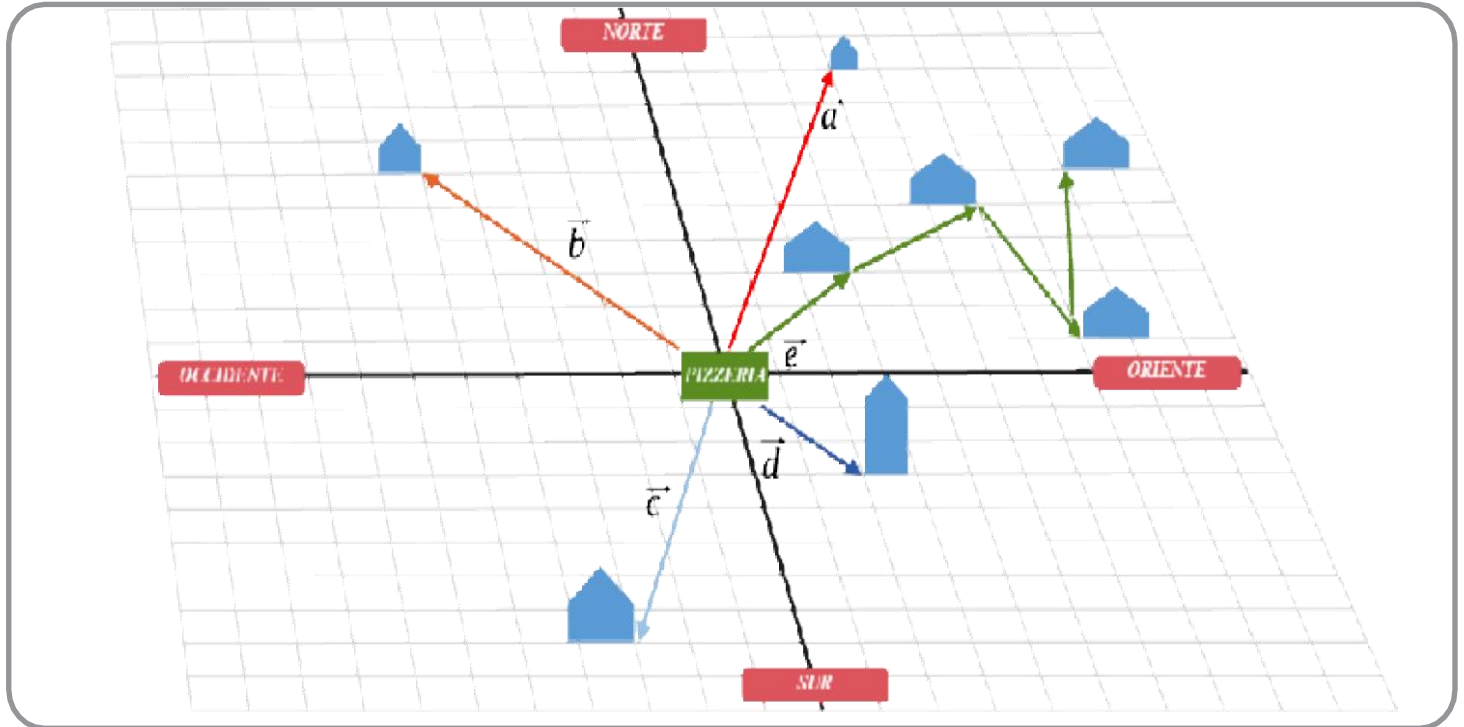 NORTE
a
b
PIZZERIA
e
OCCIDENTE
ORIENTE
d
c
SUR